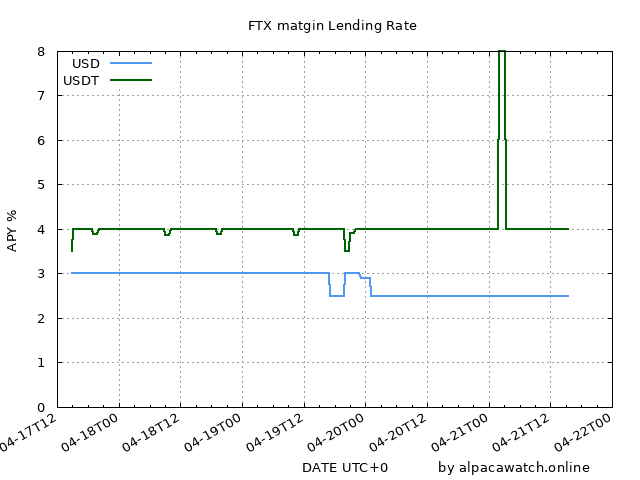 FTX matgin Lending Rate
USD
USDT
8
7
6
5
4
3
2
1
0
APY %
04-17T12
04-18T00
04-18T12
04-19T00
04-19T12
04-20T00
04-20T12
04-21T00
04-21T12
04-22T00
DATE UTC+0
by alpacawatch.online